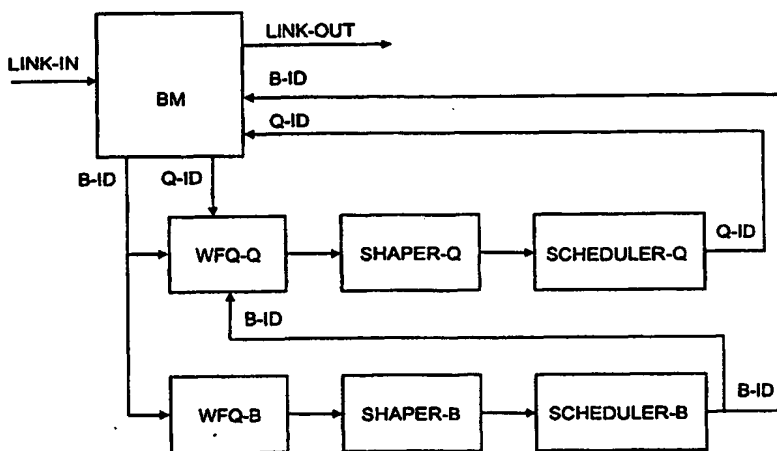 LINK-OUT
LINK-IN
BM
B-ID
Q-ID
B-ID
Q-ID
WFQ-Q
SHAPER-Q
SCHEDULER-Q
Q-ID
B-ID
WFQ-B
SHAPER-B
SCHEDULER-B
B-ID